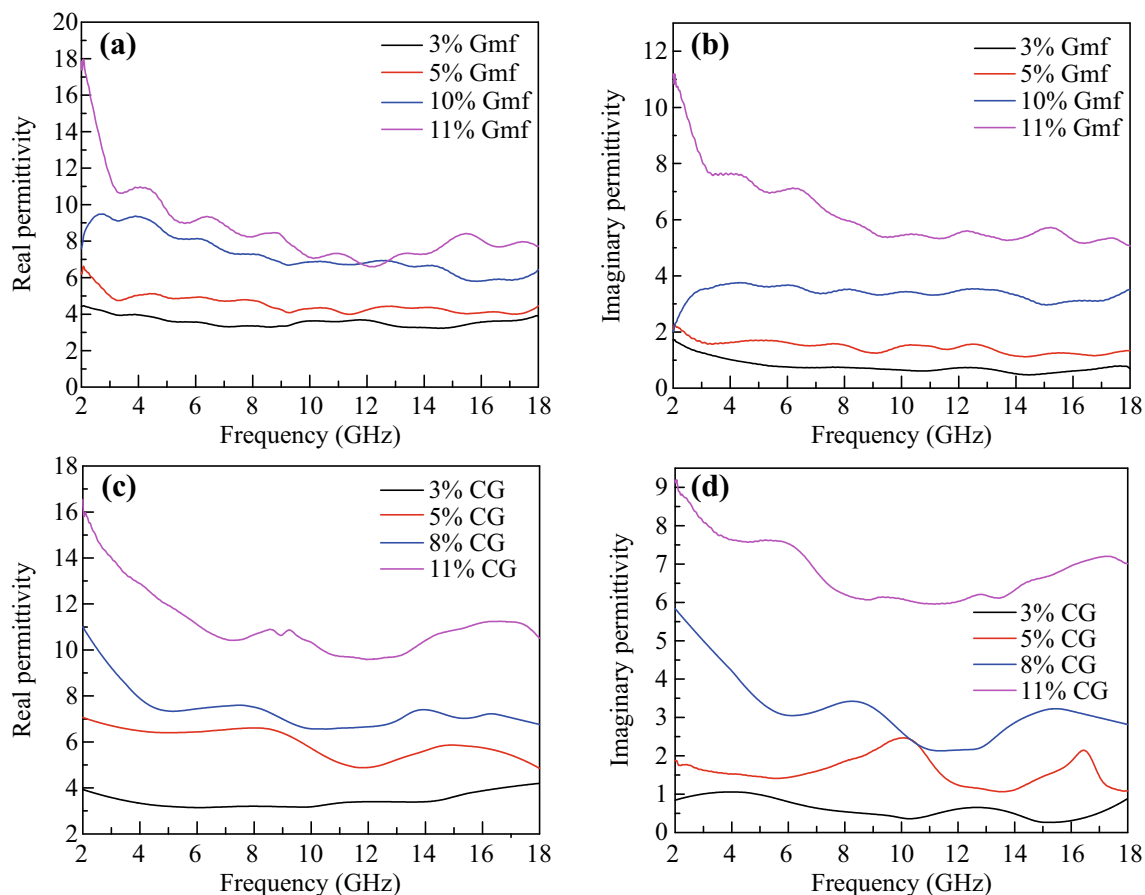 (a)
3% Gmf
5% Gmf
10% Gmf
11% Gmf
20
18
16
14
12
10
8
6
4
2
0
Real permittivity
2 4 6 8 10 12 14 16 18
Frequency (GHz)
(b)
3% Gmf
5% Gmf
10% Gmf
11% Gmf
12
10
8
6
4
2
0
Imaginary permittivity
2 4 6 8 10 12 14 16 18
Frequency (GHz)
(c)
3% CG
5% CG
8% CG
11% CG
18
16
14
12
10
8
6
4
2
Real permittivity
2 4 6 8 10 12 14 16 18
Frequency (GHz)
(d)
3% CG
5% CG
8% CG
11% CG
9
8
7
6
5
4
3
2
1
0
Imaginary permittivity
2 4 6 8 10 12 14 16 18
Frequency (GHz)